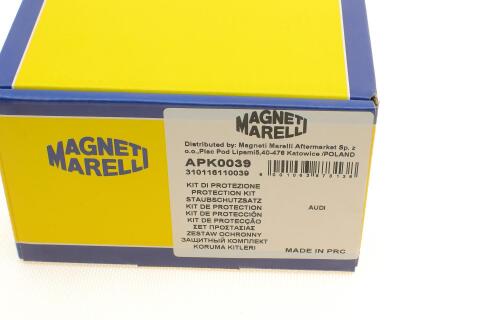 MAGNETI
MARELLI
MAGNETI
MARELLI
Distributed by: Magneti Marelli Aftermarket Sp. z
o.o.,Plac Pod Lipami5,40-476 Katowice /POLAND
APK0039
310116110039
KIT DI PROTEZIONE
PROTECTION KIT
STAUBSCHUTZSATZ
KIT DE PROTECTION
KIT DE PROTECCIÓN
KIT DE PROTECÇÃO
ΣΕΤ ΠΡΟΣΤΑΣΙΑΣ
ZESTAW OCHRONNY
ЗАЩИТНЫЙ КОМПЛЕКТ
KORUMA KITLERI
AUDI
MADE IN PRC